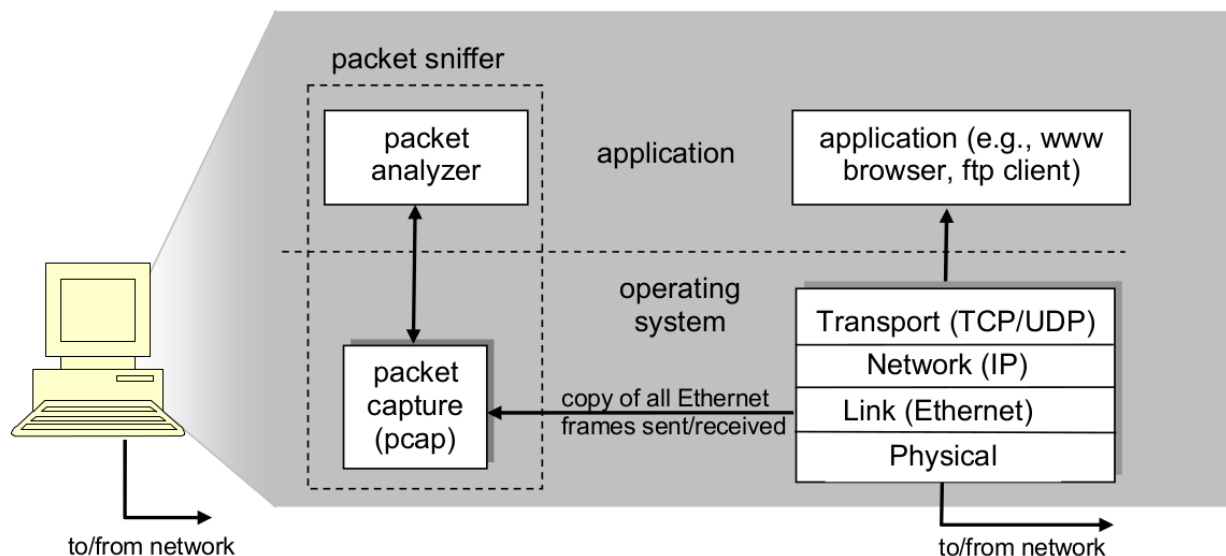 packet sniffer
packet
analyzer
application
application (e.g., www
browser, ftp client)
operating
system
packet
capture
(pcap)
copy of all Ethernet
frames sent/received
Transport (TCP/UDP)
Network (IP)
Link (Ethernet)
Physical
to/from network
to/from network